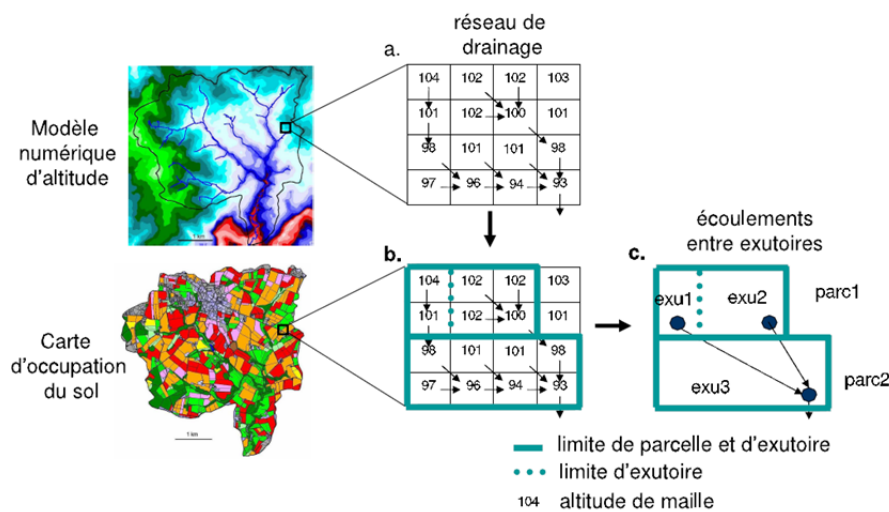 réseau de
drainage
a.
104 102 102 103
101 102 100 101
98 101 101 98
97 96 94 93
Modèle
numérique
d'altitude
1 km
écoulements
entre exutoires
b.
104 102 102 103
101 102 100 101
98 101 101 98
97 96 94 93
c.
exu1 exu2 parc1
exu3 parc2
Carte
d'occupation
du sol
1 km
limite de parcelle et d'exutoire
limite d'exutoire
104 altitude de maille